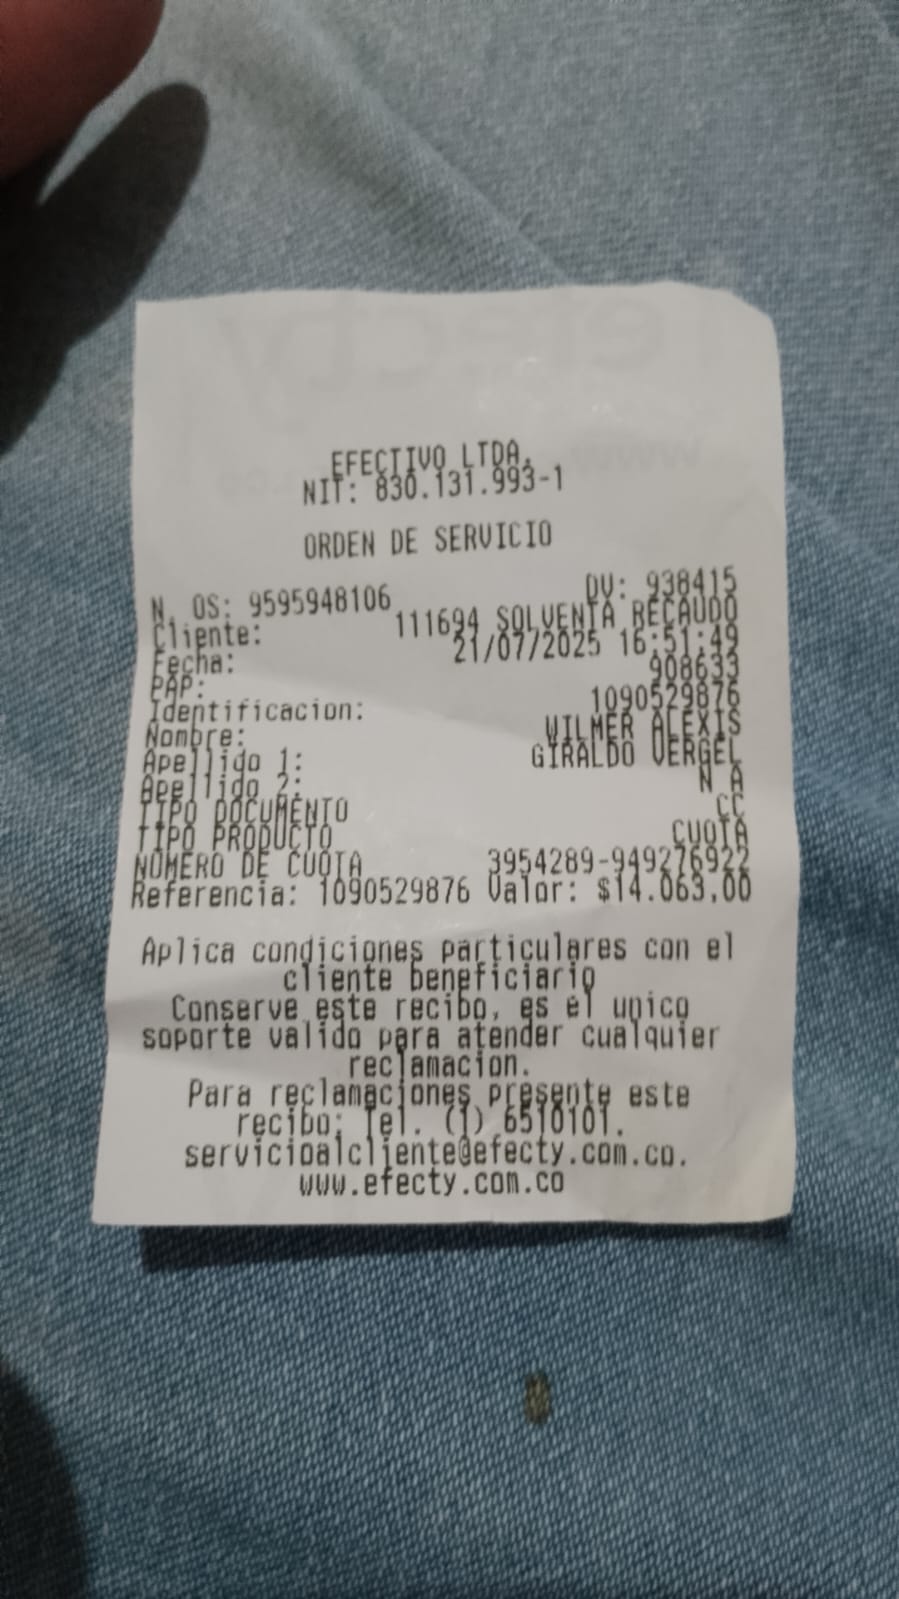 EFECTIVO LTDA.
NIT: 830.131.993-1
ORDEN DE SERVICIO
N. OS: 9595948106 DV: 938415
Cliente: 111694 SOLVENTA RECAUDO
Fecha: 21/07/2025 16:51:49
PAP: 908633
Identificacion: 1090529876
Nombre: WILMER ALEXIS
Apellido 1: GIRALDO VERGEL
Apellido 2: N A
TIPO DOCUMENTO CC
TIPO PRODUCTO CUOTA
NUMERO DE CUOTA 3954289-949276922
Referencia: 1090529876 Valor: $14.063,00
Aplica condiciones particulares con el
cliente beneficiario
Conserve este recibo, es el unico
soporte valido para atender cualquier
reclamacion.
Para reclamaciones presente este
recibo: Tel. (1) 6510101.
servicioalcliente@efecty.com.co.
www.efecty.com.co